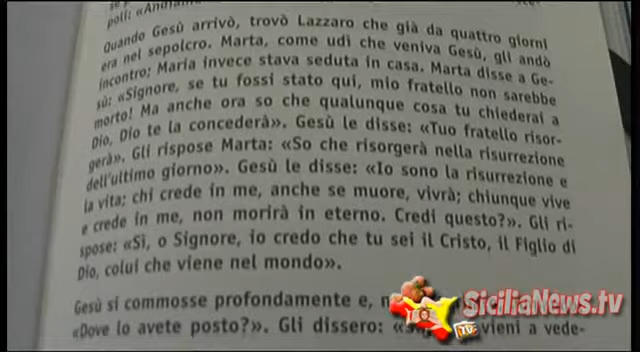 poli: «Andiam
Quando Gesù arrivò, trovò Lazzaro che già da quattro giorni
era nel sepolcro. Marta, come udì che veniva Gesù, gli andò
incontro; Maria invece stava seduta in casa. Marta disse a Ge-
sù: «Signore, se tu fossi stato qui, mio fratello non sarebbe
morto! Ma anche ora so che qualunque cosa tu chiederai a
Dio, Dio te la concederà». Gesù le disse: «Tuo fratello risor-
gerà». Gli rispose Marta: «So che risorgerà nella risurrezione
dell'ultimo giorno». Gesù le disse: «Io sono la risurrezione e
la vita; chi crede in me, anche se muore, vivrà; chiunque vive
e crede in me, non morirà in eterno. Credi questo?». Gli ri-
spose: «Sì, o Signore, io credo che tu sei il Cristo, il Figlio di
Dio, colui che viene nel mondo».
Gesù si commosse profondamente e,
«Dove lo avete posto?». Gli dissero: vieni a vede-
SiciliaNews.tv